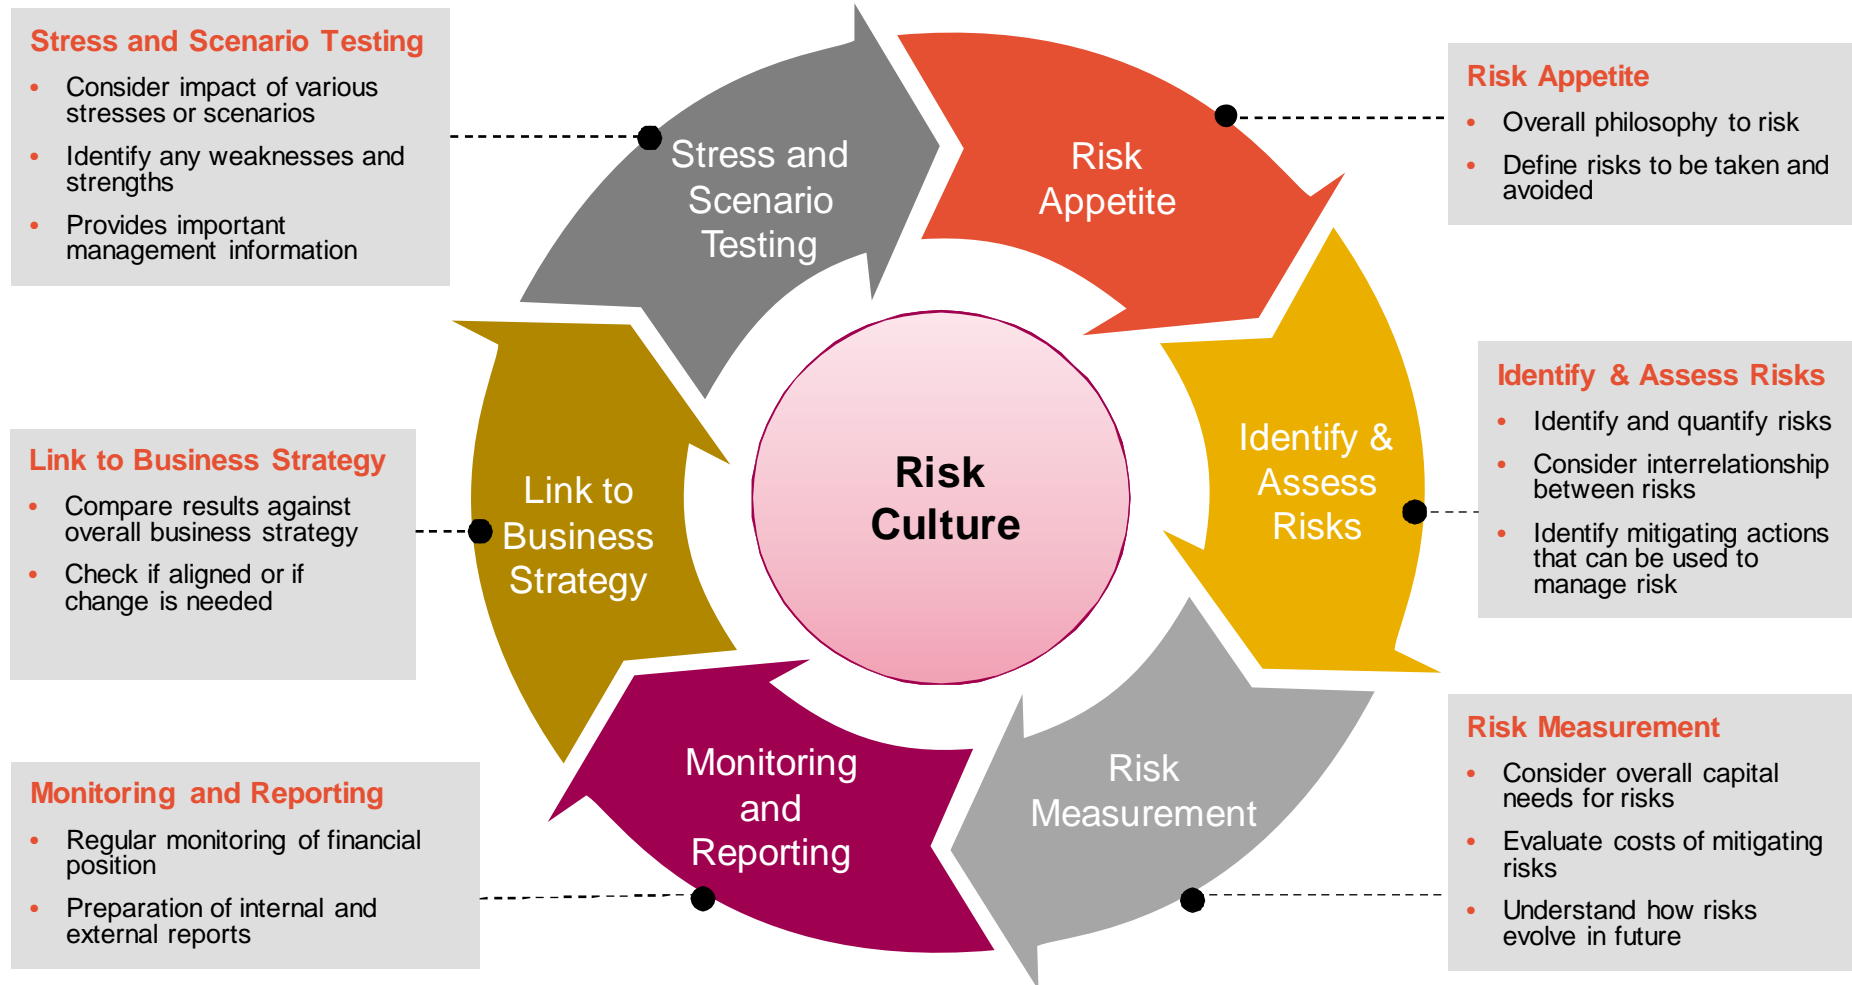 Stress and Scenario Testing
• Consider impact of various
stresses or scenarios
• Identify any weaknesses and
strengths
• Provides important
management information
Link to Business Strategy
• Compare results against
overall business strategy
• Check if aligned or if
change is needed
Monitoring and Reporting
• Regular monitoring of financial
position
• Preparation of internal and
external reports
Stress and
Scenario
Testing
Risk
Appetite
Identify &
Assess
Risks
Risk
Measurement
Monitoring
and
Reporting
Link to
Business
Strategy
Risk
Culture
Risk Appetite
• Overall philosophy to risk
• Define risks to be taken and
avoided
Identify & Assess Risks
• Identify and quantify risks
• Consider interrelationship
between risks
• Identify mitigating actions
that can be used to
manage risk
Risk Measurement
• Consider overall capital
needs for risks
• Evaluate costs of mitigating
risks
• Understand how risks
evolve in future